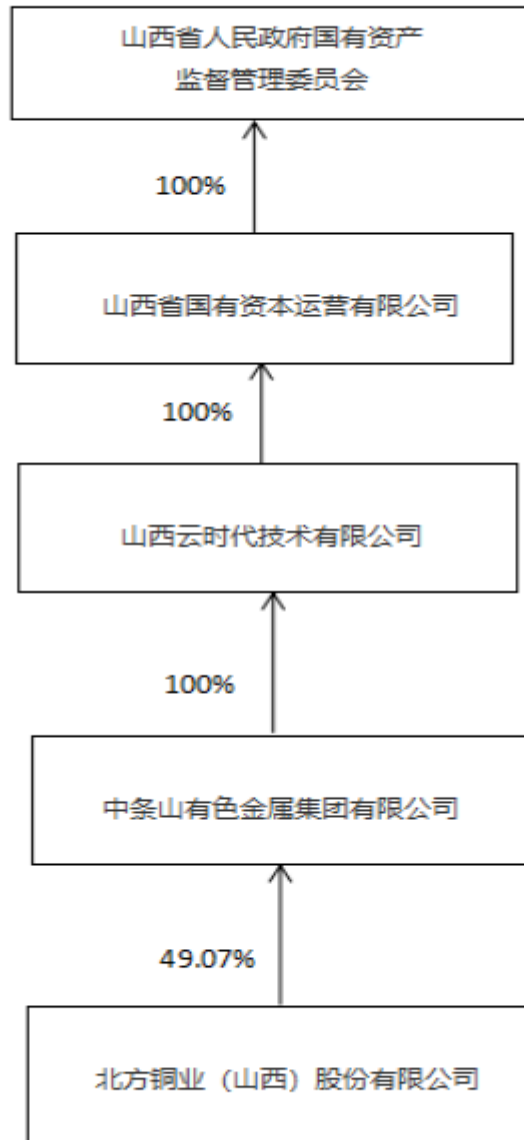 山西省人民政府国有资产
监督管理委员会
100%
山西省国有资本运营有限公司
100%
山西云时代技术有限公司
100%
中条山有色金属集团有限公司
49.07%
北方铜业（山西）股份有限公司